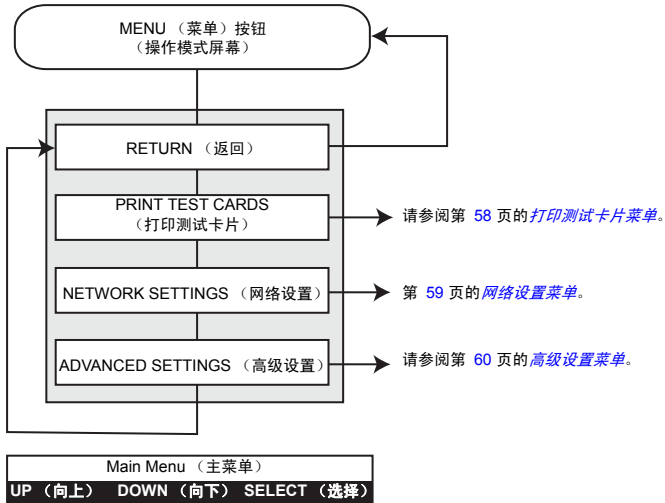 MENU （菜单）按钮
（操作模式屏幕）
RETURN （返回）
PRINT TEST CARDS
（打印测试卡片）
请参阅第 58 页的打印测试卡片菜单。
NETWORK SETTINGS （网络设置）
第 59 页的网络设置菜单。
ADVANCED SETTINGS （高级设置）
请参阅第 60 页的高级设置菜单。
Main Menu （主菜单）
UP （向上） DOWN （向下） SELECT （选择）